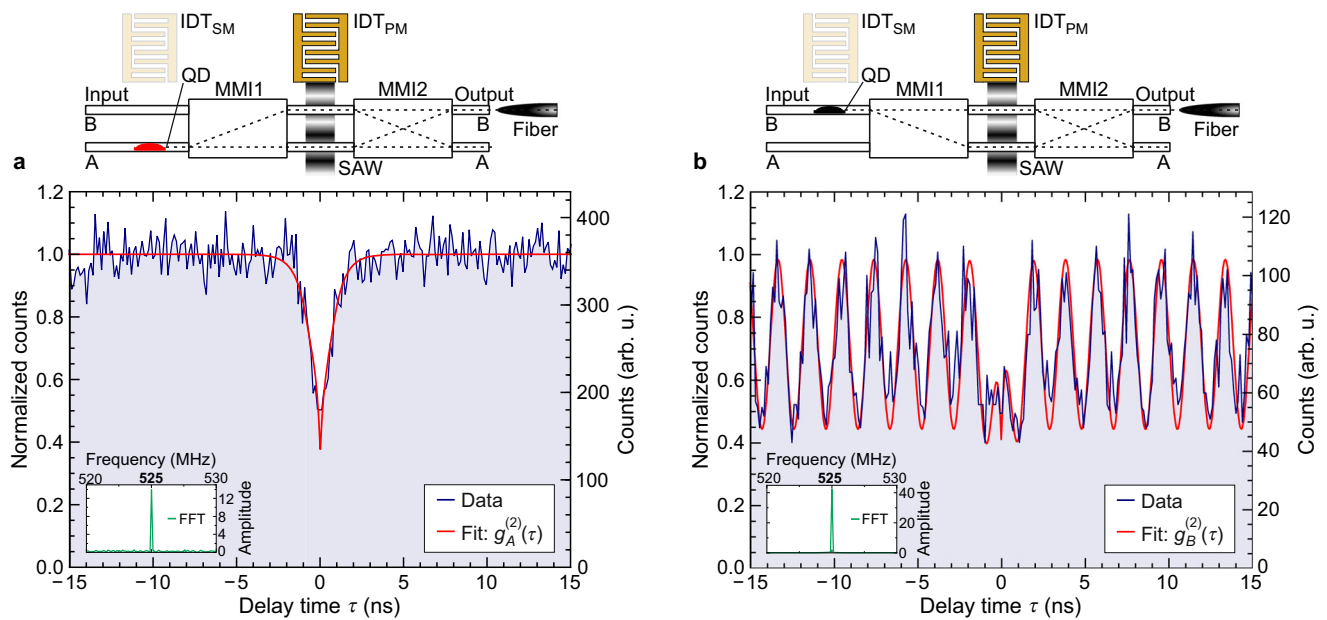 IDT_SM
IDT_PM
QD
Input
MMI1
MMI2
Output
B
B
Fiber
A
A
SAW
a
Normalized counts
1.2
1.0
0.8
0.6
0.4
0.2
0.0
Counts (arb. u.)
400
300
200
100
0
Frequency (MHz)
520
525
530
12
8
4
0
Amplitude
FFT
Data
Fit: g_A^(2)(τ)
−15
−10
−5
0
5
10
15
Delay time τ (ns)
IDT_SM
IDT_PM
QD
Input
MMI1
MMI2
Output
B
B
Fiber
A
A
SAW
b
Normalized counts
1.2
1.0
0.8
0.6
0.4
0.2
0.0
Counts (arb. u.)
120
100
80
60
40
20
0
Frequency (MHz)
520
525
530
40
20
0
Amplitude
FFT
Data
Fit: g_B^(2)(τ)
−15
−10
−5
0
5
10
15
Delay time τ (ns)